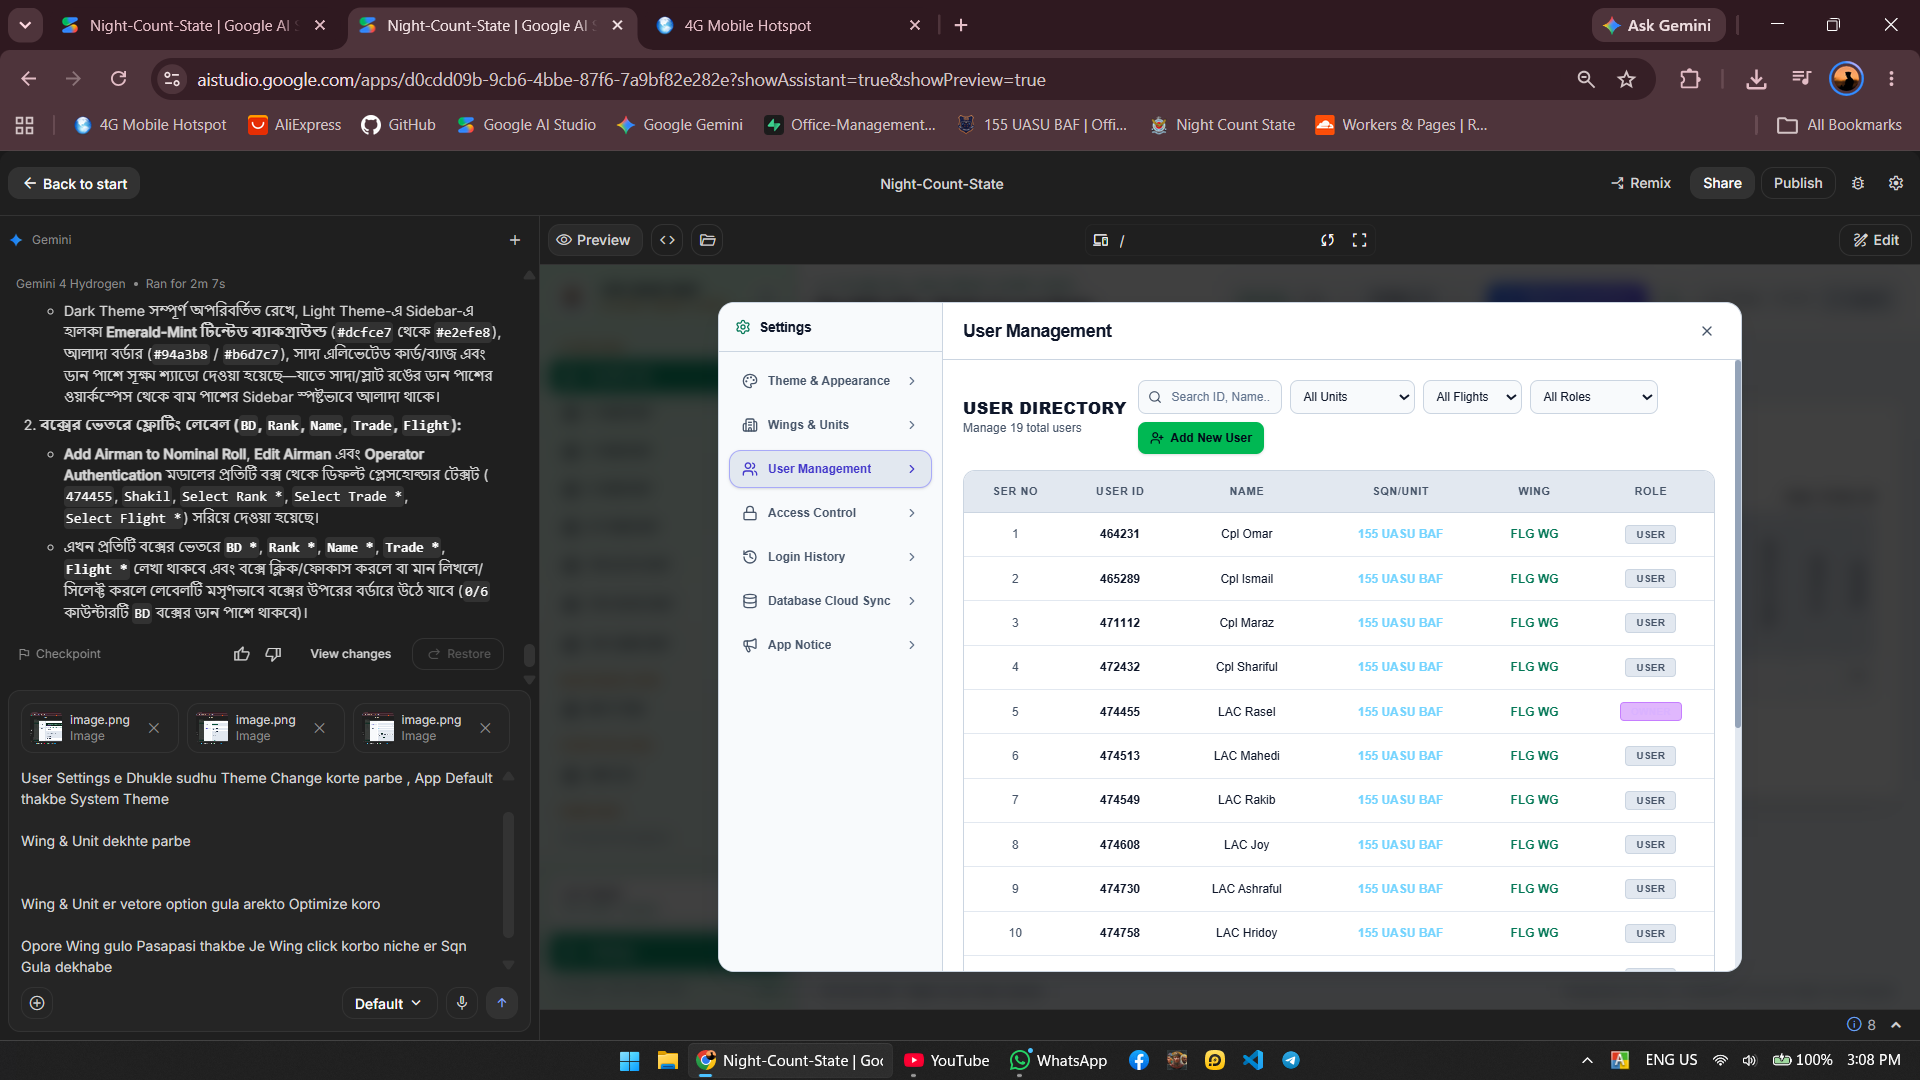 Night-Count-State | Google AI S
Night-Count-State | Google AI S
4G Mobile Hotspot
Ask Gemini
aistudio.google.com/apps/d0cdd09b-9cb6-4bbe-87f6-7a9bf82e282e?showAssistant=true&showPreview=true
4G Mobile Hotspot
AliExpress
GitHub
Google AI Studio
Google Gemini
Office-Management...
155 UASU BAF | Offi...
Night Count State
Workers & Pages | R...
All Bookmarks
Back to start
Night-Count-State
Remix
Share
Publish
Gemini
Preview
/
Edit
Gemini 4 Hydrogen • Ran for 2m 7s
Dark Theme সম্পূর্ণ অপরিবর্তিত রেখে, Light Theme-এ Sidebar-এ
হালকা Emerald-Mint টিন্টেড ব্যাকগ্রাউন্ড (#dcfce7 থেকে #e2efe8),
আলাদা বর্ডার (#94a3b8 / #b6d7c7), সাদা এলিভেটেড কার্ড/ব্যাজ এবং
ডান পাশে সূক্ষ্ম শ্যাডো দেওয়া হয়েছে—যাতে সাদা/স্লাট রঙের ডান পাশের
ওয়ার্কস্পেস থেকে বাম পাশের Sidebar স্পষ্টভাবে আলাদা থাকে।
2. বক্সের ভেতরে ফ্লোটিং লেবেল (BD, Rank, Name, Trade, Flight):
Add Airman to Nominal Roll, Edit Airman এবং Operator
Authentication মডালের প্রতিটি বক্স থেকে ডিফল্ট প্লেসহোল্ডার টেক্সট (
474455, Shakil, Select Rank *, Select Trade *,
Select Flight *) সরিয়ে দেওয়া হয়েছে।
এখন প্রতিটি বক্সের ভেতরে BD *, Rank *, Name *, Trade *,
Flight * লেখা থাকবে এবং বক্সে ক্লিক/ফোকাস করলে বা মান লিখলে/
সিলেক্ট করলে লেবেলটি মসৃণভাবে বক্সের উপরের বর্ডারে উঠে যাবে (0/6
কাউন্টারটি BD বক্সের ডান পাশে থাকবে)।
Checkpoint
View changes
Restore
image.png
Image
image.png
Image
image.png
Image
User Settings e Dhukle sudhu Theme Change korte parbe , App Default
thakbe System Theme
Wing & Unit dekhte parbe
Wing & Unit er vetore option gula arekto Optimize koro
Opore Wing gulo Pasapasi thakbe Je Wing click korbo niche er Sqn
Gula dekhabe
Default
Settings
Theme & Appearance
Wings & Units
User Management
Access Control
Login History
Database Cloud Sync
App Notice
User Management
USER DIRECTORY
Manage 19 total users
Search ID, Name..
All Units
All Flights
All Roles
Add New User
SER NO USER ID NAME SQN/UNIT WING ROLE
1 464231 Cpl Omar 155 UASU BAF FLG WG USER
2 465289 Cpl Ismail 155 UASU BAF FLG WG USER
3 471112 Cpl Maraz 155 UASU BAF FLG WG USER
4 472432 Cpl Shariful 155 UASU BAF FLG WG USER
5 474455 LAC Rasel 155 UASU BAF FLG WG
6 474513 LAC Mahedi 155 UASU BAF FLG WG USER
7 474549 LAC Rakib 155 UASU BAF FLG WG USER
8 474608 LAC Joy 155 UASU BAF FLG WG USER
9 474730 LAC Ashraful 155 UASU BAF FLG WG USER
10 474758 LAC Hridoy 155 UASU BAF FLG WG USER
8
Night-Count-State | Goo
YouTube
WhatsApp
ENG US
100%
3:08 PM